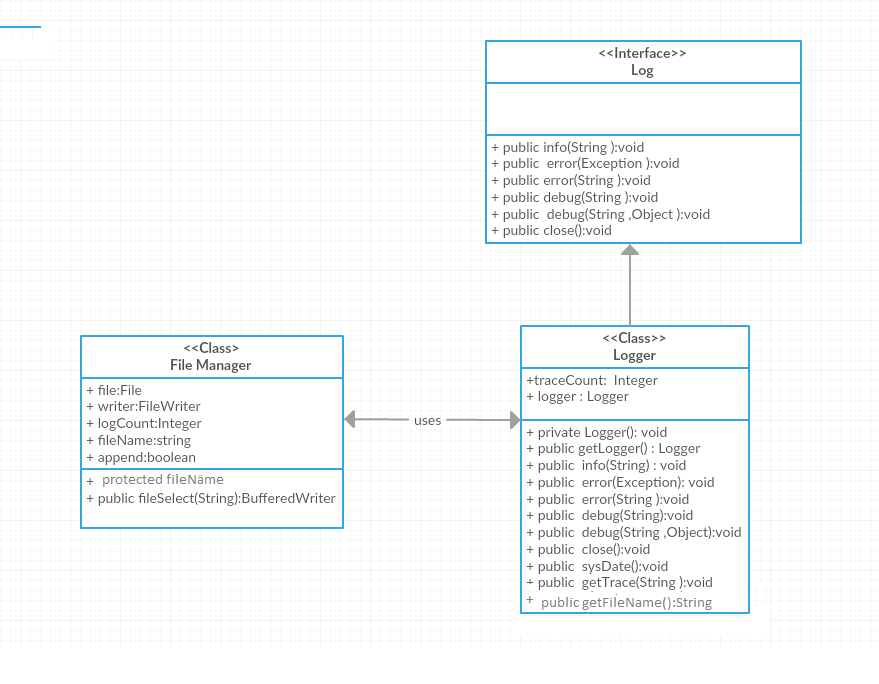 <<Interface>>
Log
+ public info(String ):void
+ public  error(Exception ):void
+ public error(String ):void
+ public debug(String ):void
+ public  debug(String ,Object ):void
+ public close():void
<<Class>
File Manager
+ file:File
+ writer:FileWriter
+ logCount:Integer
+ fileName:string
+ append:boolean
+ protected fileName
+ public fileSelect(String):BufferedWriter
uses
<<Class>>
Logger
+traceCount:  Integer
+ logger : Logger
+ private Logger(): void
+ public getLogger() : Logger
+ public  info(String) : void
+ public  error(Exception): void
+ public  error(String ):void
+ public  debug(String):void
+ public  debug(String ,Object):void
+ public  close():void
+ public  sysDate():void
+ public  getTrace(String ):void
+ public getFileName():String